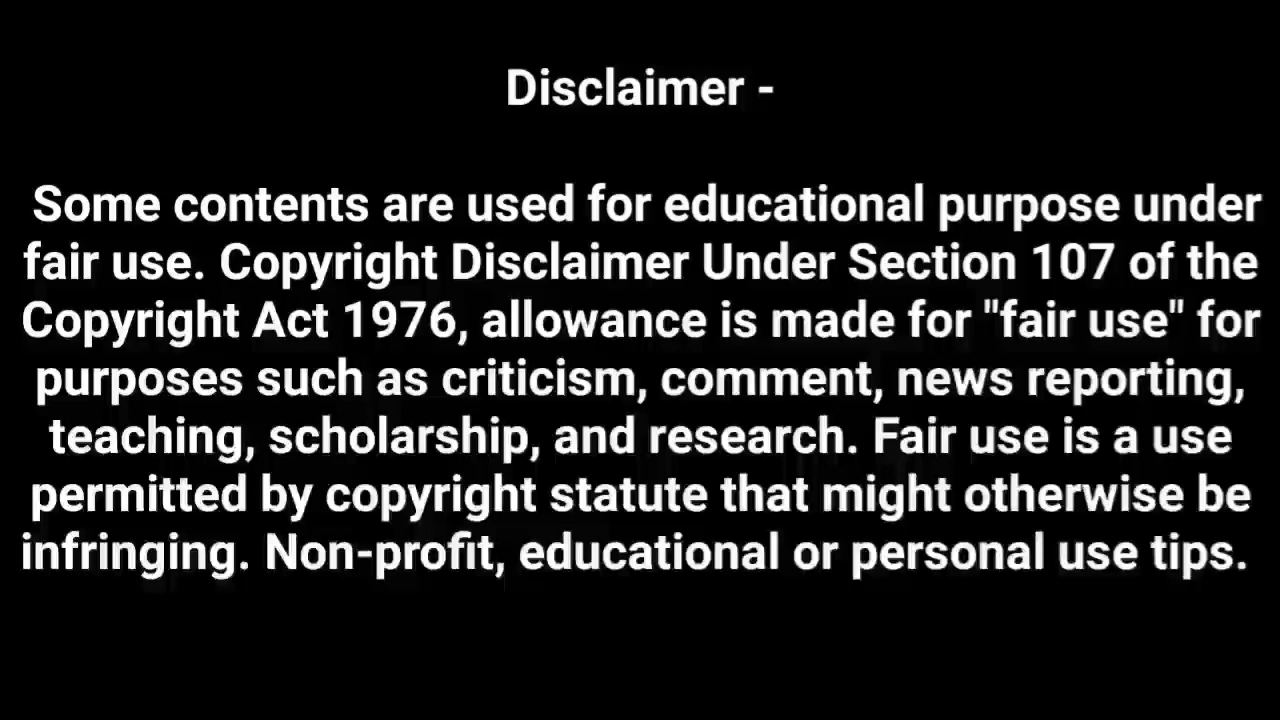 Disclaimer -
Some contents are used for educational purpose under
fair use. Copyright Disclaimer Under Section 107 of the
Copyright Act 1976, allowance is made for "fair use" for
purposes such as criticism, comment, news reporting,
teaching, scholarship, and research. Fair use is a use
permitted by copyright statute that might otherwise be
infringing. Non-profit, educational or personal use tips.